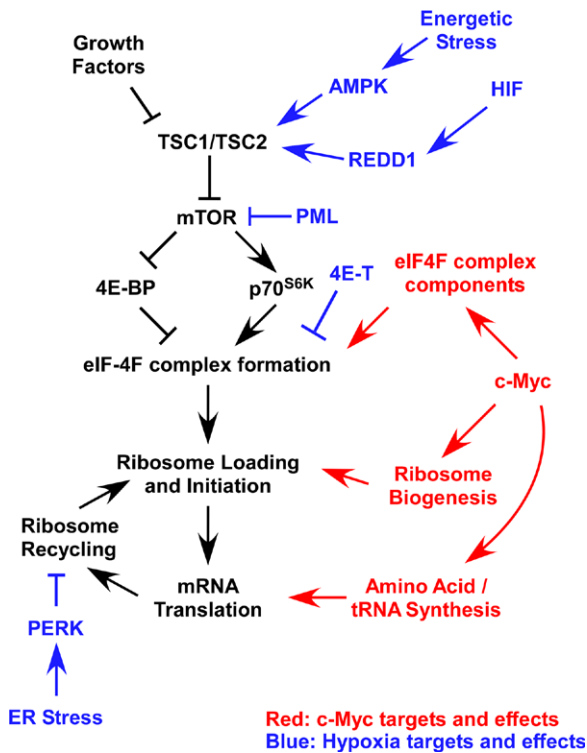 Energetic
Stress
Growth
Factors
AMPK
HIF
TSC1/TSC2
REDD1
mTOR
PML
4E-BP
p70S6K
4E-T
eIF4F complex
components
eIF-4F complex formation
c-Myc
Ribosome Loading
and Initiation
Ribosome
Biogenesis
Ribosome
Recycling
mRNA
Translation
Amino Acid /
tRNA Synthesis
PERK
ER Stress
Red: c-Myc targets and effects
Blue: Hypoxia targets and effects